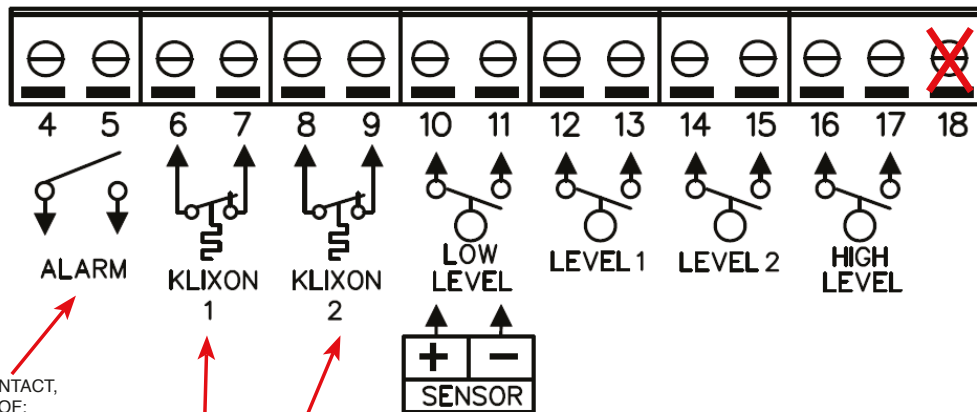 4 5 6 7 8 9 10 11 12 13 14 15 16 17 18
ALARM
KLIXON
1
KLIXON
2
LOW
LEVEL
LEVEL 1
LEVEL 2
HIGH
LEVEL
+ −
SENSOR
NTACT,
OF: